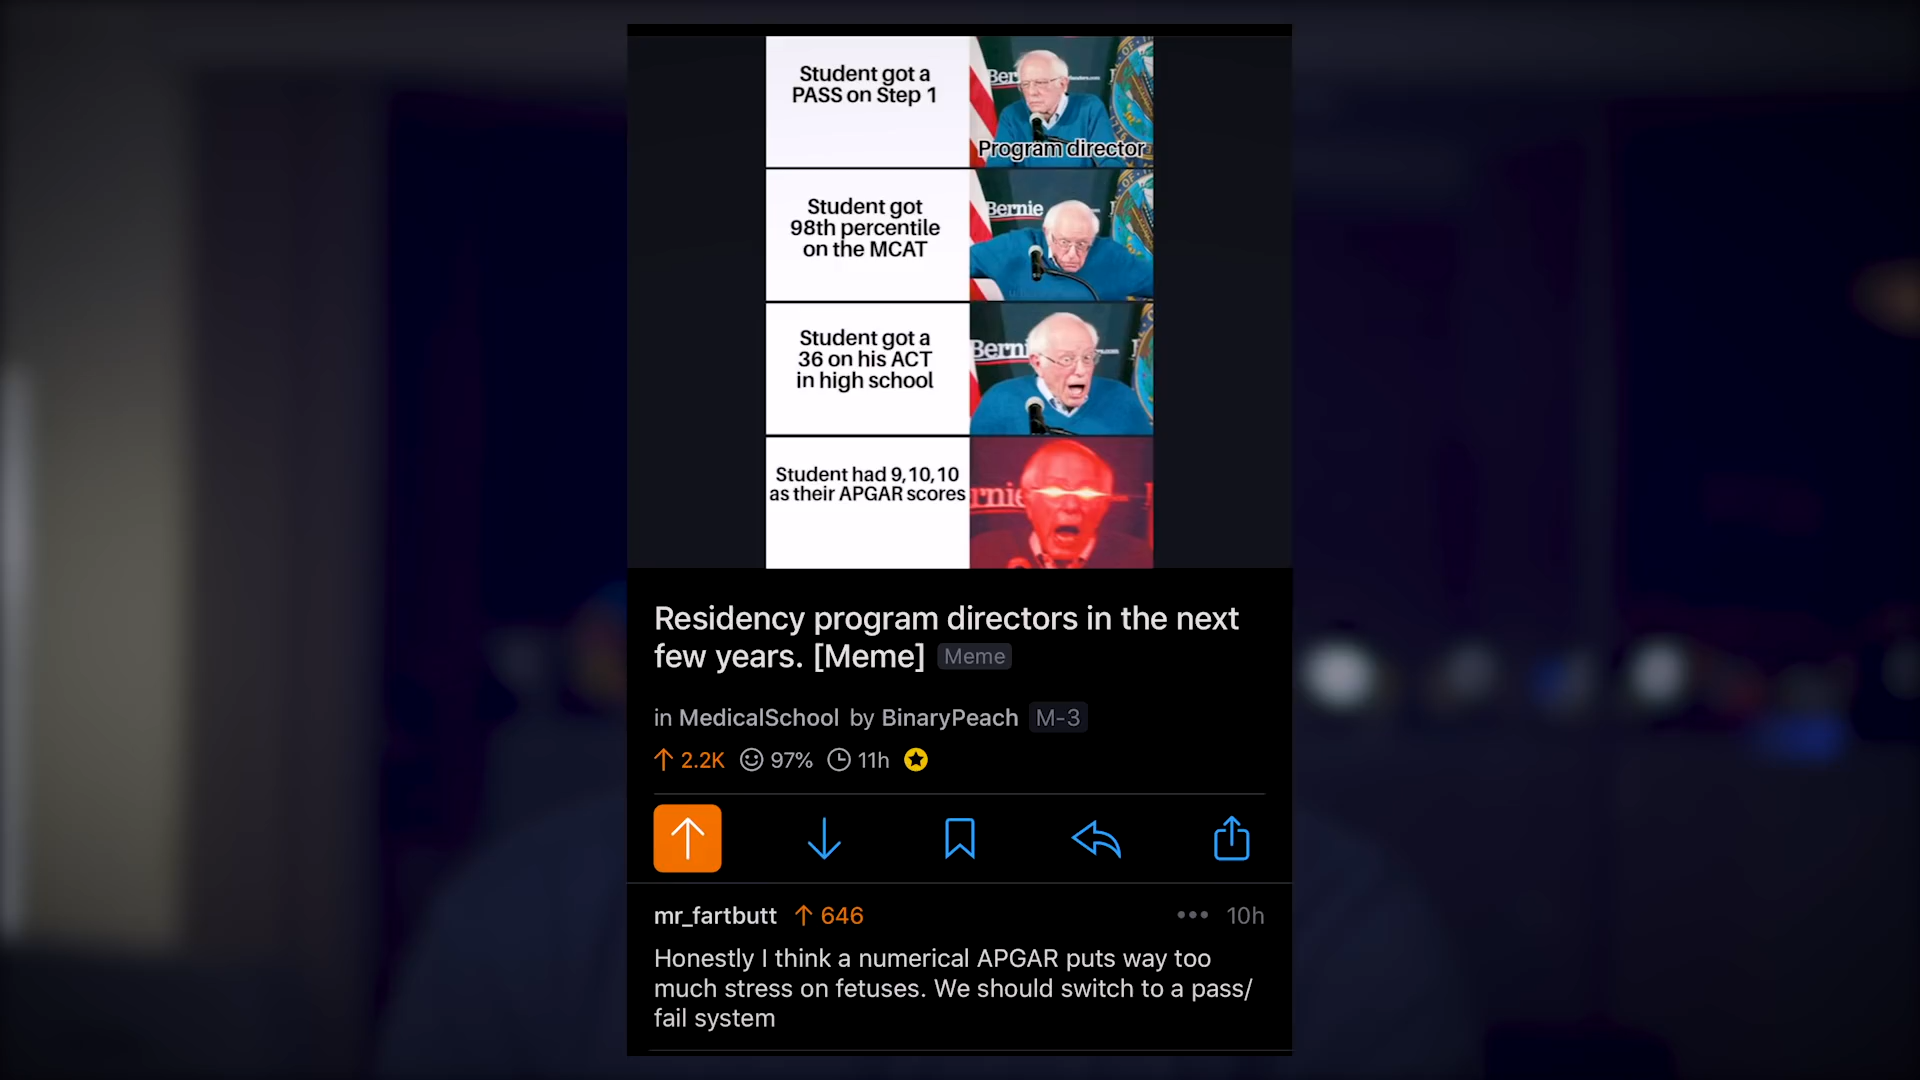 Student got a
PASS on Step 1
Ber
Program director
Student got
98th percentile
on the MCAT
Bernie
Student got a
36 on his ACT
in high school
Berni
Student had 9,10,10
as their APGAR scores
rnie
Residency program directors in the next
few years. [Meme] Meme
in MedicalSchool by BinaryPeach M-3
2.2K 97% 11h
mr_fartbutt 646 ••• 10h
Honestly I think a numerical APGAR puts way too
much stress on fetuses. We should switch to a pass/
fail system